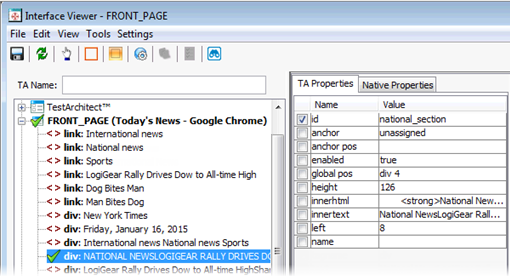 Interface Viewer - FRONT_PAGE
File Edit View Tools Settings
TA Name:
TestArchitect™
FRONT_PAGE (Today's News - Google Chrome)
< > link: International news
< > link: National news
< > link: Sports
< > link: LogiGear Rally Drives Dow to All-time High
< > link: Dog Bites Man
< > link: Man Bites Dog
< > div: New York Times
< > div: Friday, January 16, 2015
< > div: International news National news Sports
div: NATIONAL NEWSLOGIGEAR RALLY DRIVES DO
< > div: LogiGear Rally Drives Dow to All-time HighShar
TA Properties Native Properties
Name Value
id national_section
anchor unassigned
anchor pos
enabled true
global pos div 4
height 126
innerhtml <strong>National New...
innertext National NewsLogiGear Rall...
left 8
name